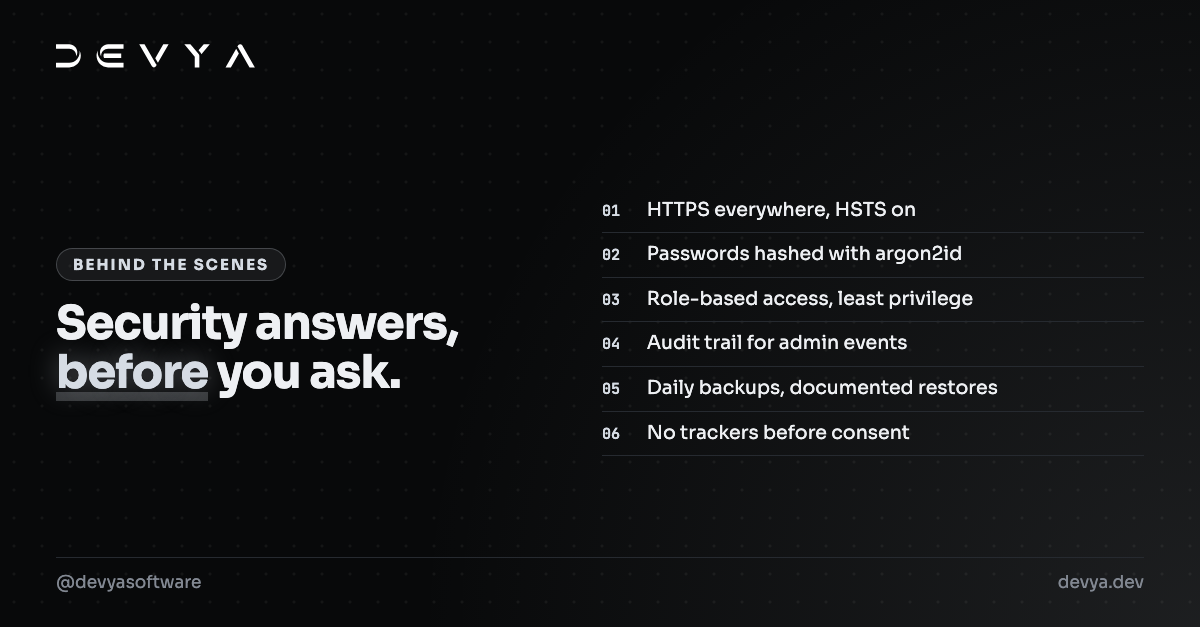 DEVYA
BEHIND THE SCENES
Security answers,
before you ask.
01 HTTPS everywhere, HSTS on
02 Passwords hashed with argon2id
03 Role-based access, least privilege
04 Audit trail for admin events
05 Daily backups, documented restores
06 No trackers before consent
@devyasoftware
devya.dev